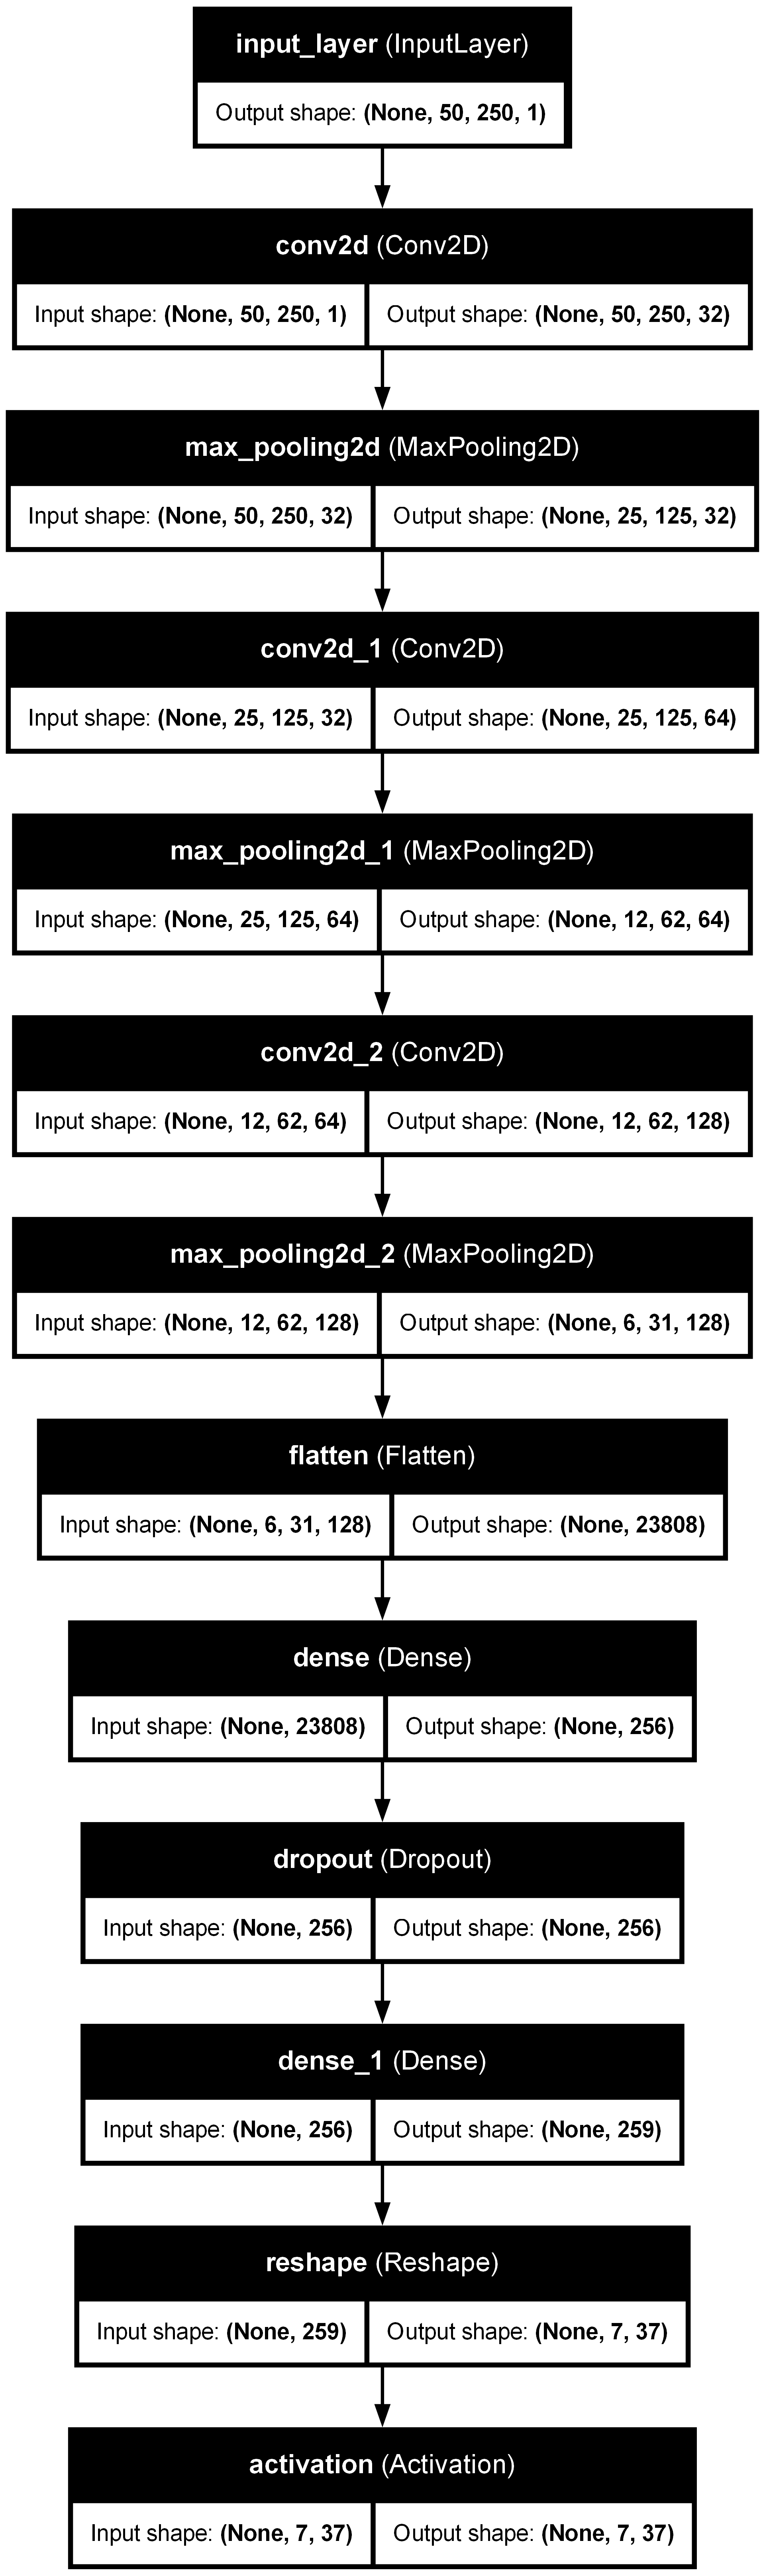 input_layer (InputLayer)
Output shape: (None, 50, 250, 1)
conv2d (Conv2D)
Input shape: (None, 50, 250, 1) Output shape: (None, 50, 250, 32)
max_pooling2d (MaxPooling2D)
Input shape: (None, 50, 250, 32) Output shape: (None, 25, 125, 32)
conv2d_1 (Conv2D)
Input shape: (None, 25, 125, 32) Output shape: (None, 25, 125, 64)
max_pooling2d_1 (MaxPooling2D)
Input shape: (None, 25, 125, 64) Output shape: (None, 12, 62, 64)
conv2d_2 (Conv2D)
Input shape: (None, 12, 62, 64) Output shape: (None, 12, 62, 128)
max_pooling2d_2 (MaxPooling2D)
Input shape: (None, 12, 62, 128) Output shape: (None, 6, 31, 128)
flatten (Flatten)
Input shape: (None, 6, 31, 128) Output shape: (None, 23808)
dense (Dense)
Input shape: (None, 23808) Output shape: (None, 256)
dropout (Dropout)
Input shape: (None, 256) Output shape: (None, 256)
dense_1 (Dense)
Input shape: (None, 256) Output shape: (None, 259)
reshape (Reshape)
Input shape: (None, 259) Output shape: (None, 7, 37)
activation (Activation)
Input shape: (None, 7, 37) Output shape: (None, 7, 37)